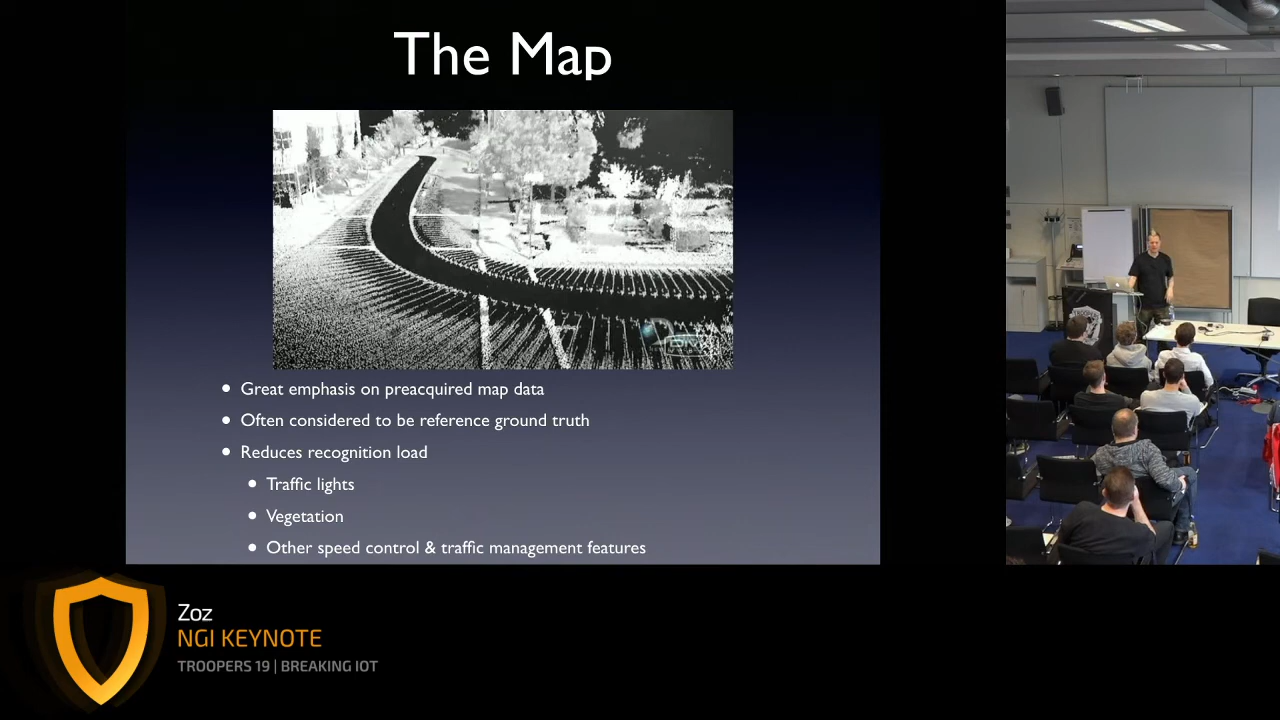 The Map
Great emphasis on preacquired map data
Often considered to be reference ground truth
Reduces recognition load
Traffic lights
Vegetation
Other speed control & traffic management features
Zoz
NGI KEYNOTE
TROOPERS 19 | BREAKING IOT